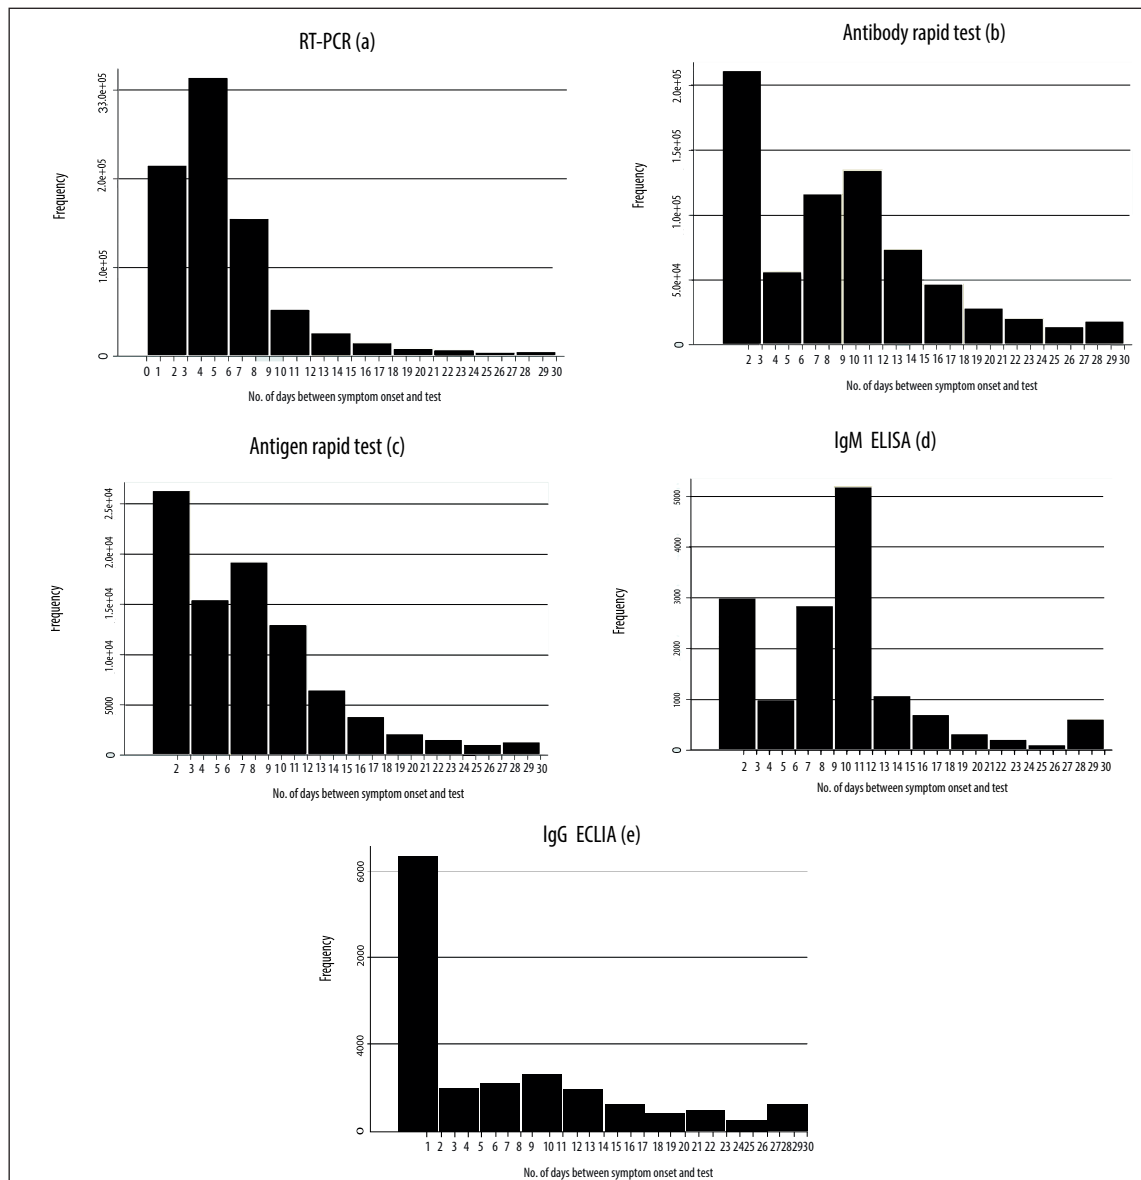 RT-PCR (a)
Frequency
33.0e+05
2.0e+05
1.0e+05
0
0 1 2 3 4 5 6 7 8 9 10 11 12 13 14 15 16 17 18 19 20 21 22 23 24 25 26 27 28 29 30
No. of days between symptom onset and test
Antibody rapid test (b)
Frequency
2.0e+05
1.5e+05
1.0e+05
5.0e+04
0
2 3 4 5 6 7 8 9 10 11 12 13 14 15 16 17 18 19 20 21 22 23 24 25 26 27 28 29 30
No. of days between symptom onset and test
Antigen rapid test (c)
Frequency
2.5e+04
2.0e+04
1.5e+04
1.0e+04
5000
0
2 3 4 5 6 7 8 9 10 11 12 13 14 15 16 17 18 19 20 21 22 23 24 25 26 27 28 29 30
No. of days between symptom onset and test
IgM ELISA (d)
Frequency
5000
4000
3000
2000
1000
0
2 3 4 5 6 7 8 9 10 11 12 13 14 15 16 17 18 19 20 21 22 23 24 25 26 27 28 29 30
No. of days between symptom onset and test
IgG ECLIA (e)
Frequency
6000
2000
4000
0
1 2 3 4 5 6 7 8 9 10 11 12 13 14 15 16 17 18 19 20 21 22 23 24 25 26 27 28 29 30
No. of days between symptom onset and test